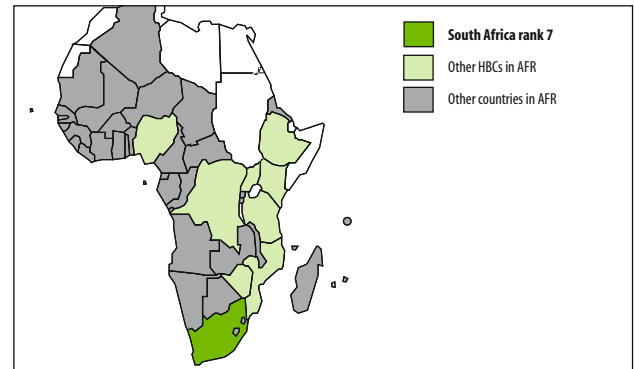 South Africa rank 7
Other HBCs in AFR
Other countries in AFR